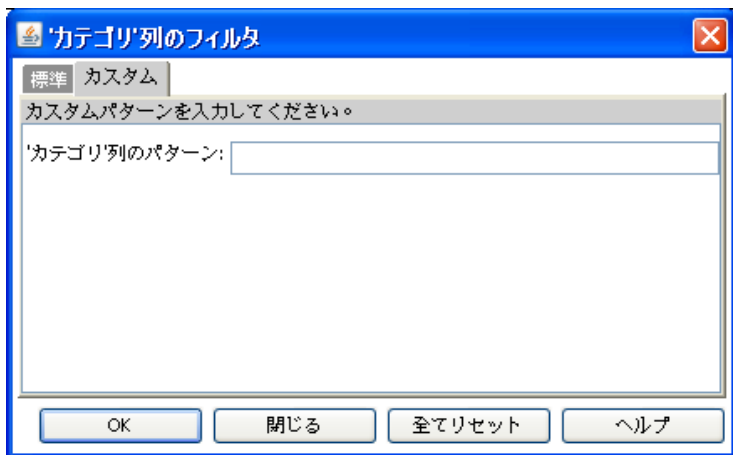 'カテゴリ'列のフィルタ
標準 カスタム
カスタムパターンを入力してください。
'カテゴリ'列のパターン:
OK 閉じる 全てリセット ヘルプ